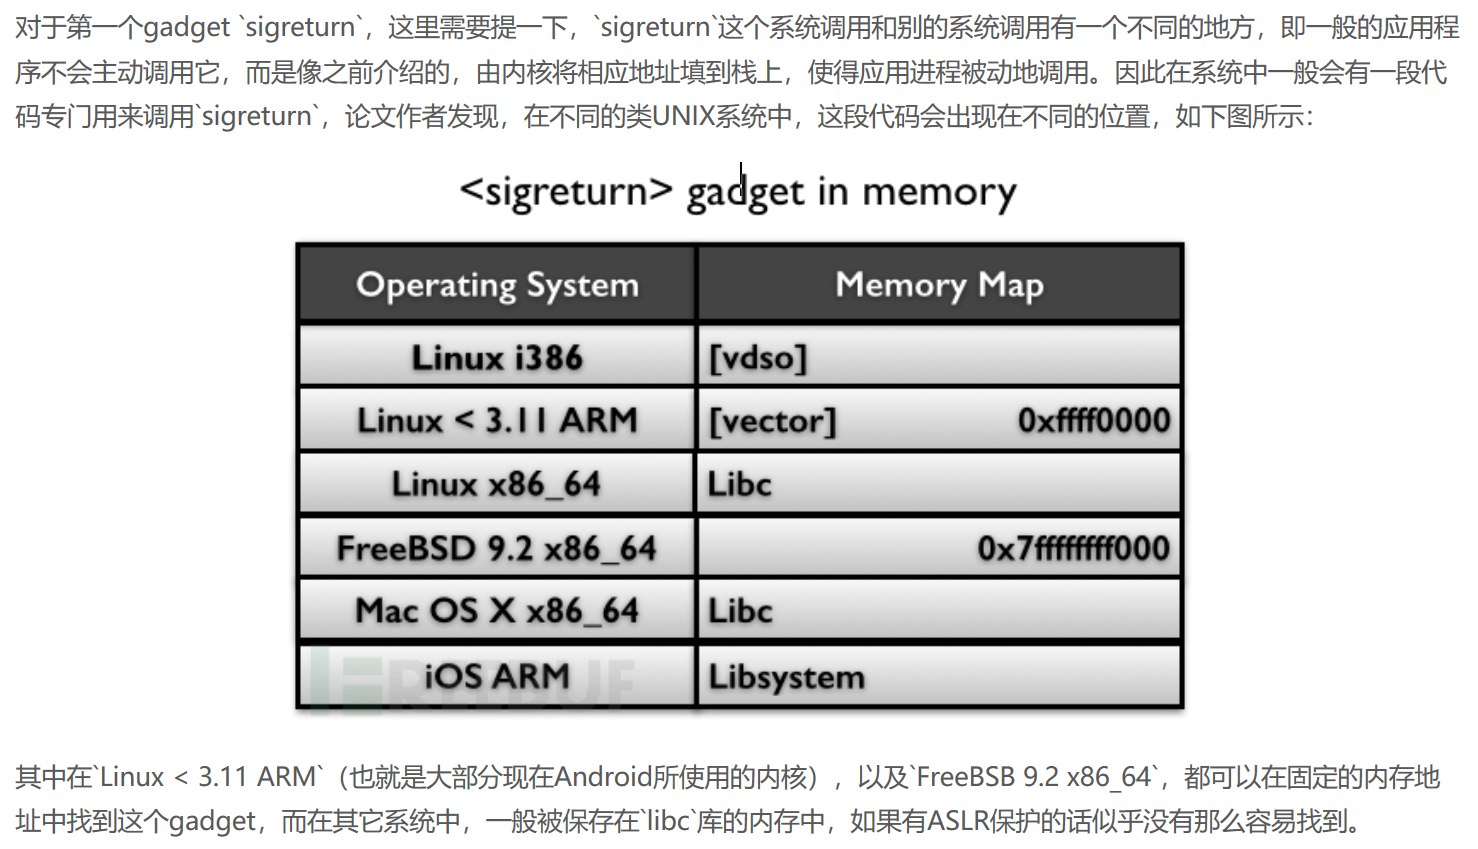 对于第一个gadget `sigreturn`，这里需要提一下，`sigreturn`这个系统调用和别的系统调用有一个不同的地方，即一般的应用程
序不会主动调用它，而是像之前介绍的，由内核将相应地址填到栈上，使得应用进程被动地调用。因此在系统中一般会有一段代
码专门用来调用`sigreturn`，论文作者发现，在不同的类UNIX系统中，这段代码会出现在不同的位置，如下图所示：
<sigreturn> gadget in memory
Operating System Memory Map
Linux i386 [vdso]
Linux < 3.11 ARM [vector] 0xffff0000
Linux x86_64 Libc
FreeBSD 9.2 x86_64 0x7ffffffff000
Mac OS X x86_64 Libc
iOS ARM Libsystem
FREEBUF
其中在`Linux < 3.11 ARM`（也就是大部分现在Android所使用的内核），以及`FreeBSB 9.2 x86_64`，都可以在固定的内存地
址中找到这个gadget，而在其它系统中，一般被保存在`libc`库的内存中，如果有ASLR保护的话似乎没有那么容易找到。